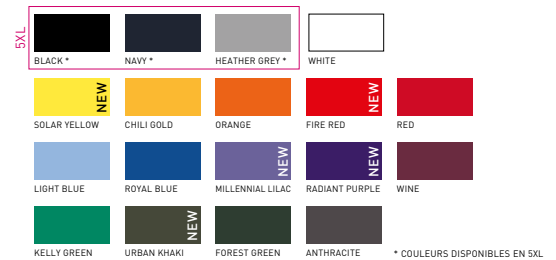 5XL
BLACK * NAVY * HEATHER GREY * WHITE
NEW NEW
SOLAR YELLOW CHILI GOLD ORANGE FIRE RED RED
NEW NEW
LIGHT BLUE ROYAL BLUE MILLENNIAL LILAC RADIANT PURPLE WINE
NEW
KELLY GREEN URBAN KHAKI FOREST GREEN ANTHRACITE * COULEURS DISPONIBLES EN 5XL